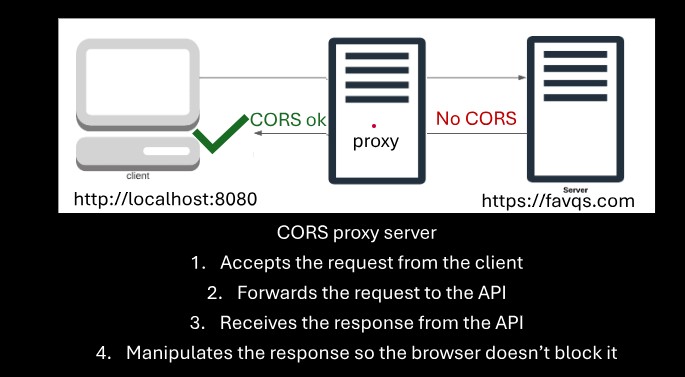 CORS ok
No CORS
proxy
client
Server
http://localhost:8080
https://favqs.com
CORS proxy server
1. Accepts the request from the client
2. Forwards the request to the API
3. Receives the response from the API
4. Manipulates the response so the browser doesn't block it